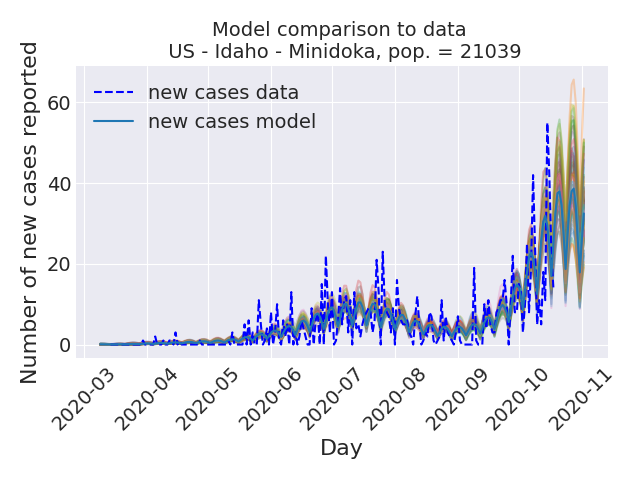 Model comparison to data
US - Idaho - Minidoka, pop. = 21039
Number of new cases reported
60
40
20
0
new cases data
new cases model
2020-03
2020-04
2020-05
2020-06
2020-07
2020-08
2020-09
2020-10
2020-11
Day